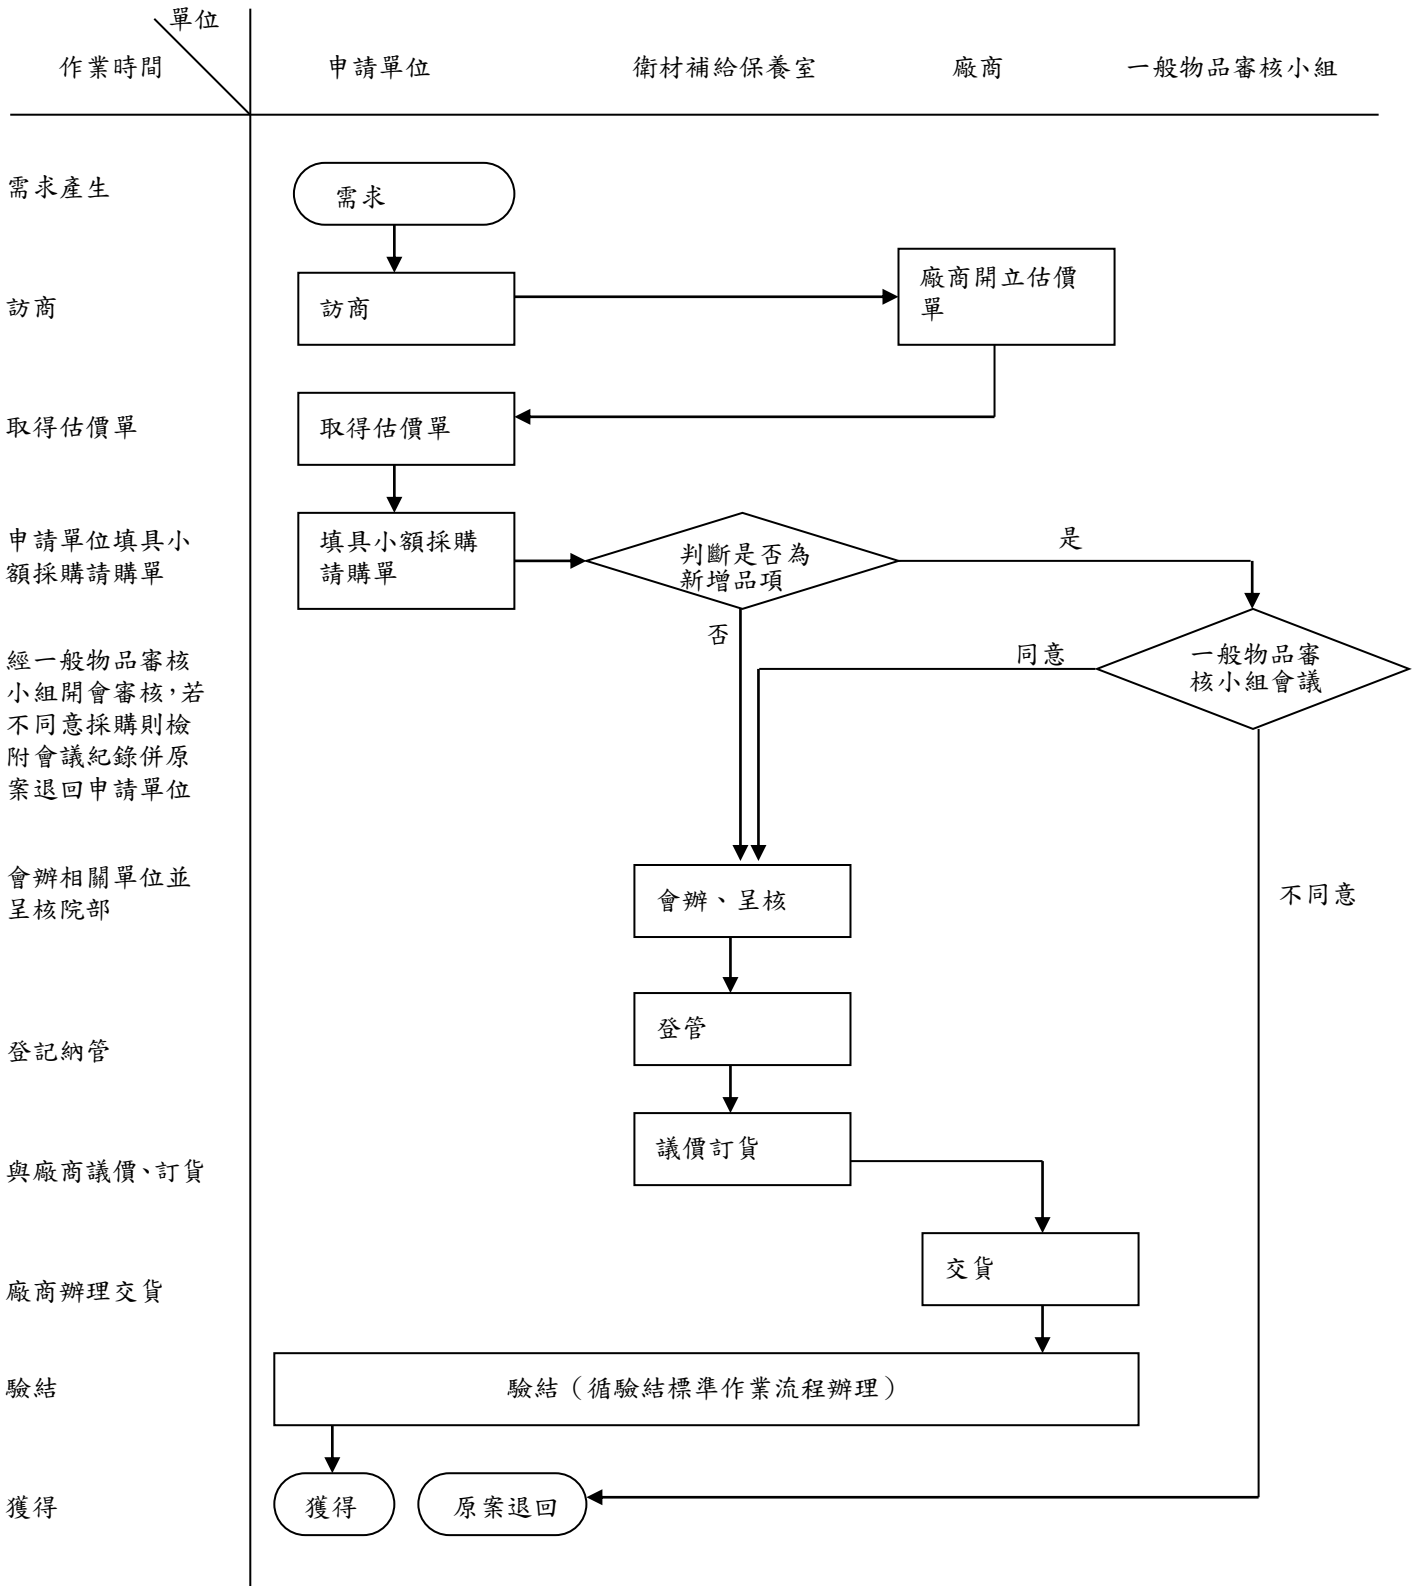 單位
作業時間
申請單位
衛材補給保養室
廠商
一般物品審核小組
需求產生
需求
訪商
訪商
廠商開立估價
單
取得估價單
取得估價單
申請單位填具小
額採購請購單
填具小額採購
請購單
判斷是否為
新增品項
是
否
同意
一般物品審
核小組會議
經一般物品審核
小組開會審核,若
不同意採購則檢
附會議紀錄併原
案退回申請單位
會辦相關單位並
呈核院部
會辦、呈核
不同意
登記納管
登管
與廠商議價、訂貨
議價訂貨
廠商辦理交貨
交貨
驗結
驗結(循驗結標準作業流程辦理)
獲得
獲得
原案退回